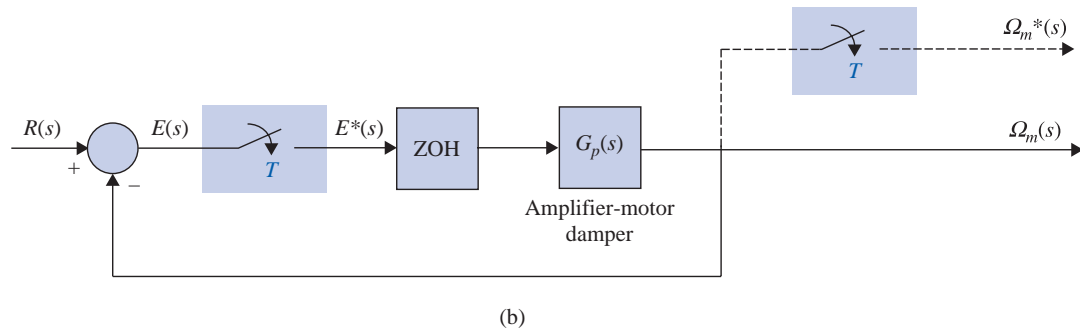 Ω_m*(s)
T
R(s)
E(s)
E*(s)
ZOH
G_p(s)
Ω_m(s)
+
−
T
Amplifier-motor
damper
(b)